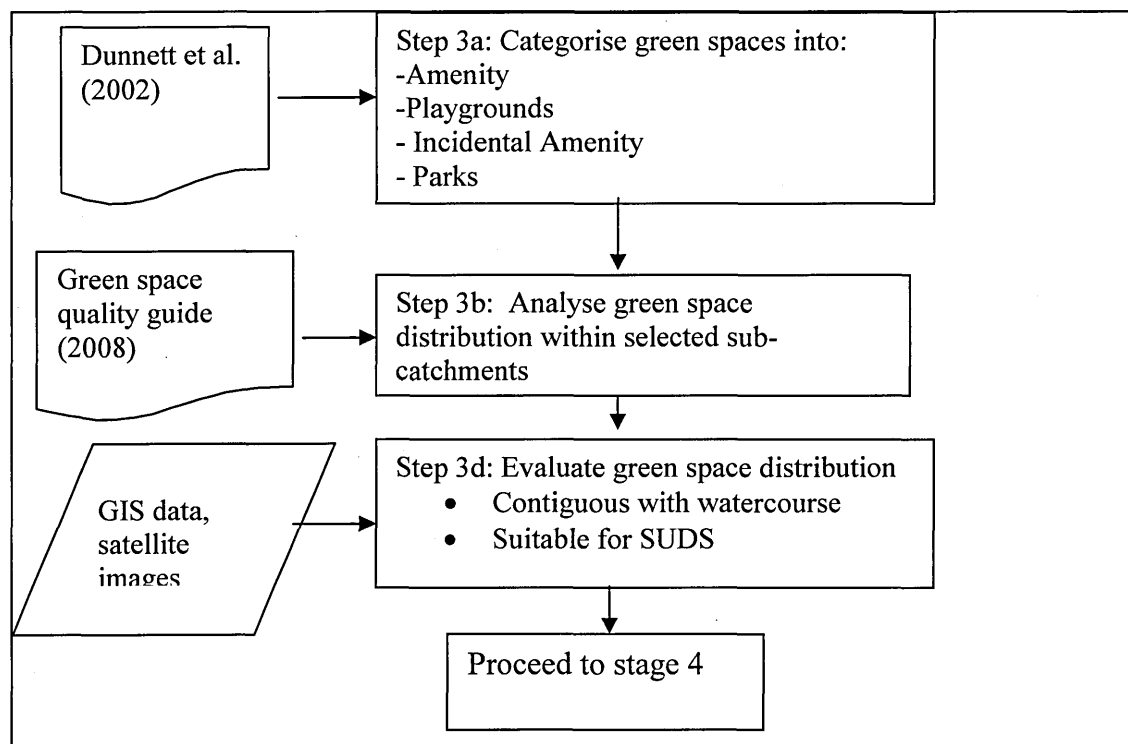 Dunnett et al.
(2002)
Step 3a: Categorise green spaces into:
-Amenity
-Playgrounds
- Incidental Amenity
- Parks
Green space
quality guide
(2008)
Step 3b: Analyse green space
distribution within selected sub-
catchments
GIS data,
satellite
images
Step 3d: Evaluate green space distribution
• Contiguous with watercourse
• Suitable for SUDS
Proceed to stage 4